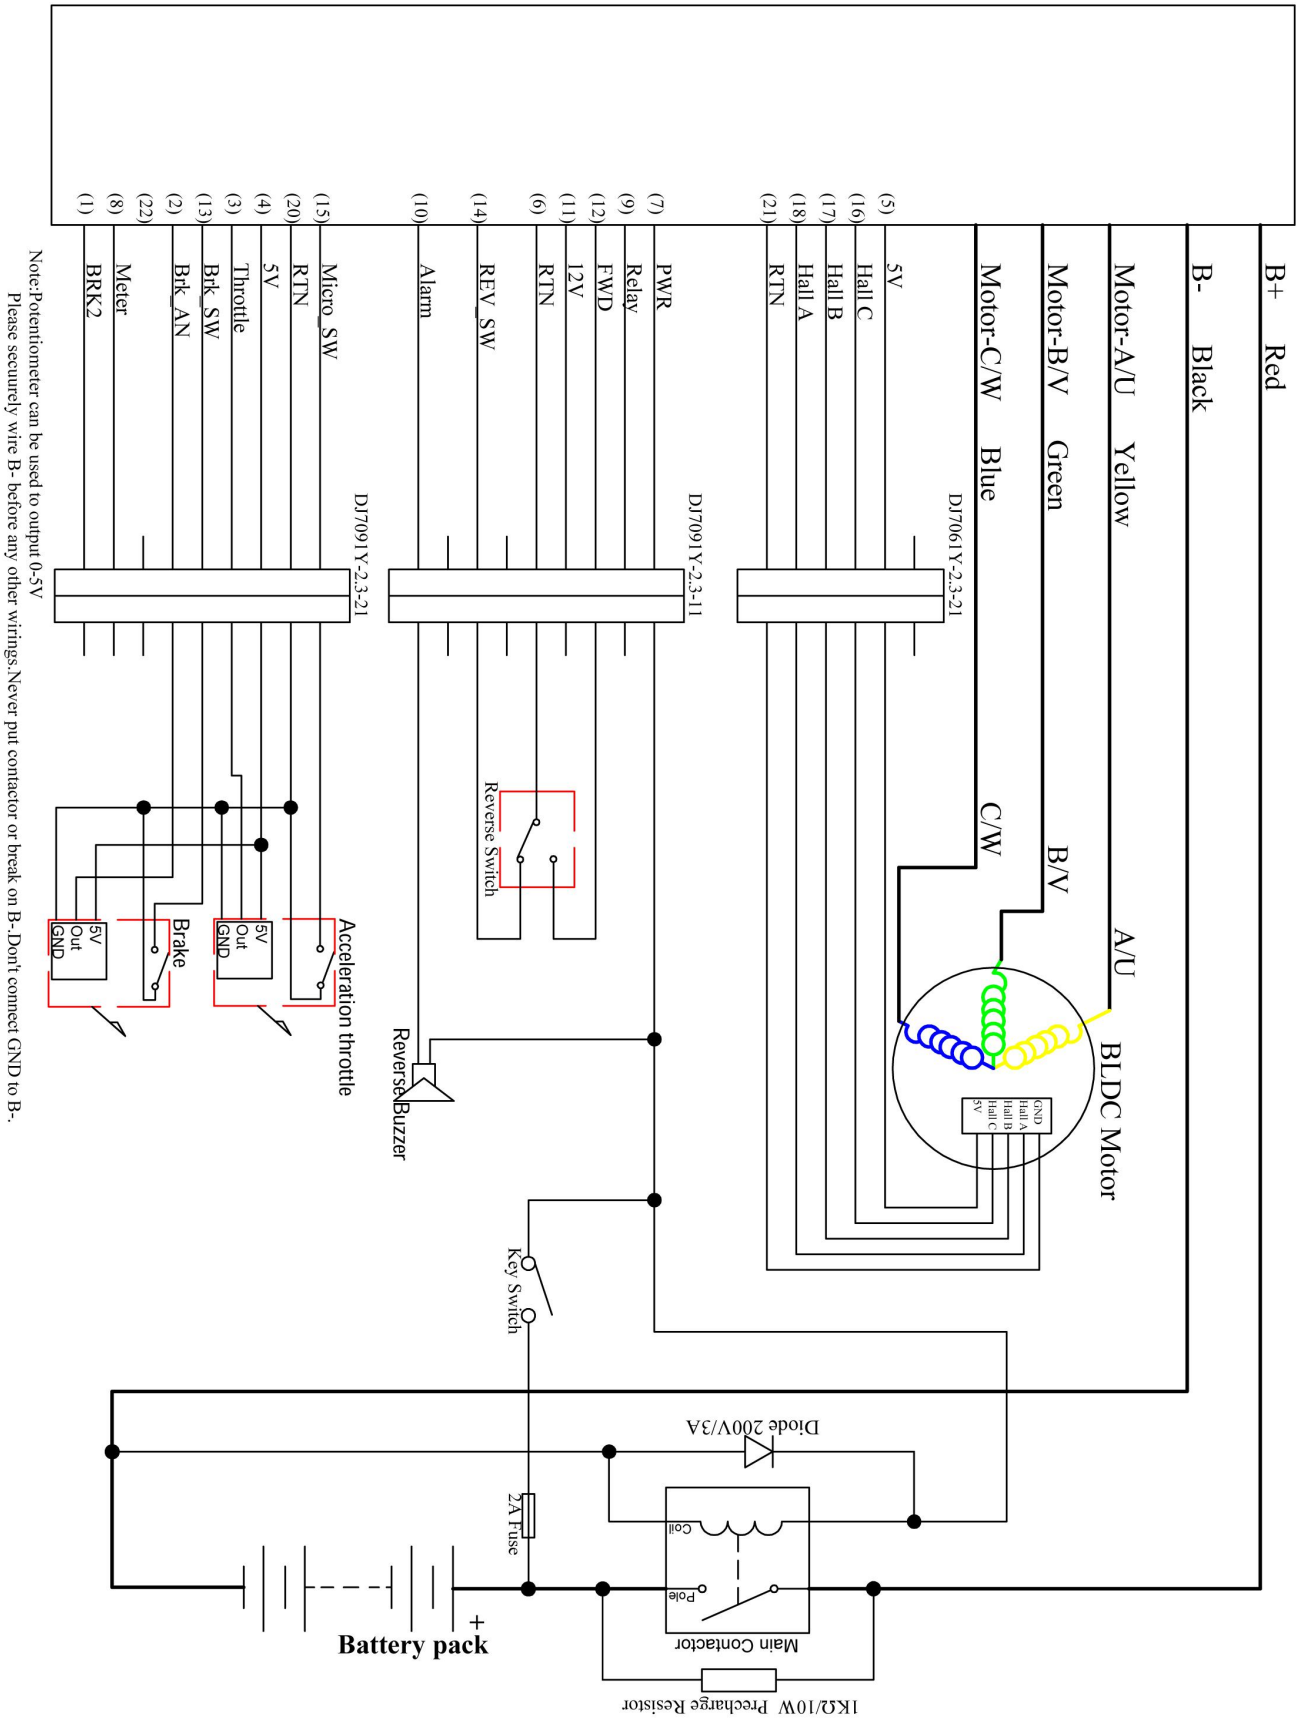 B+ Red
B- Black
Motor-A/U Yellow
A/U
Motor-B/V Green
B/V
Motor-C/W Blue
C/W
BLDC Motor
GND
Hall A
Hall B
Hall C
5V
DJ7061Y-2.3-21
(5) 5V
(16) Hall C
(17) Hall B
(18) Hall A
(21) RTN
DJ7091Y-2.3-11
(7) PWR
(9) Relay
(12) FWD
(11) 12V
(6) RTN
(14) REV_SW
(10) Alarm
Reverse Switch
Reverse Buzzer
Key Switch
2A Fuse
Diode 200V/3A
Coil
Pole
Main Contactor
1KΩ/10W Precharge Resistor
+
Battery pack
DJ7091Y-2.3-21
(15) Micro_SW
(20) RTN
(4) 5V
(3) Throttle
(13) Brk_SW
(2) Brk_AN
(22)
(8) Meter
(1) BRK2
Acceleration throttle
5V
Out
GND
Brake
5V
Out
GND
Note:Potentiometer can be used to output 0-5V
Please secuurely wire B- before any other wirings.Never put contactor or break on B-.Don't connect GND to B-.